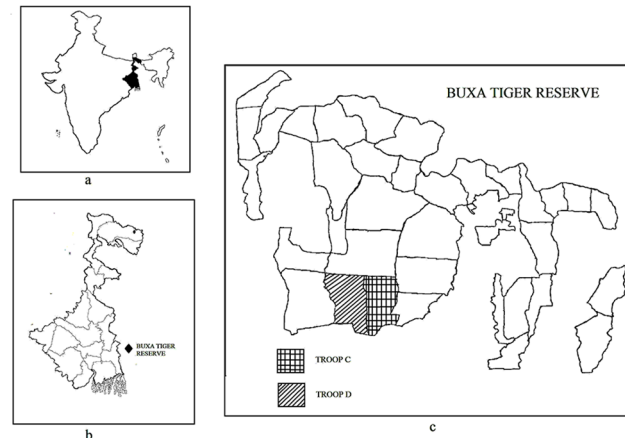 a
BUXA TIGER
RESERVE
b
BUXA TIGER RESERVE
TROOP C
TROOP D
c